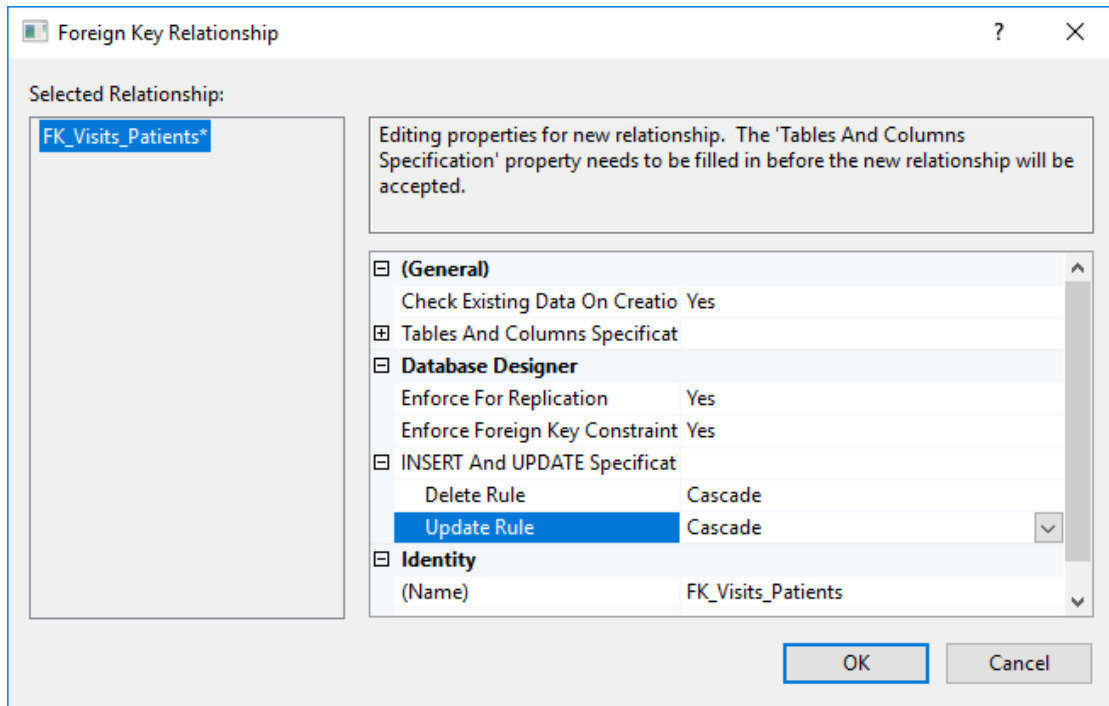 Foreign Key Relationship
?
Selected Relationship:
FK_Visits_Patients*
Editing properties for new relationship. The 'Tables And Columns
Specification' property needs to be filled in before the new relationship will be
accepted.
(General)
Check Existing Data On Creatio Yes
Tables And Columns Specificat
Database Designer
Enforce For Replication Yes
Enforce Foreign Key Constraint Yes
INSERT And UPDATE Specificat
Delete Rule Cascade
Update Rule Cascade
Identity
(Name) FK_Visits_Patients
OK Cancel